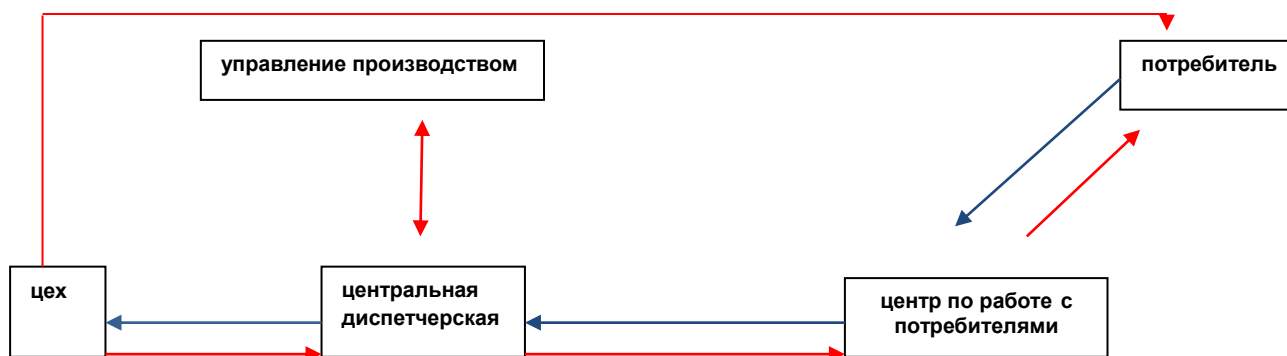 управление производством
потребитель
цех
центральная
диспетчерская
центр по работе с
потребителями